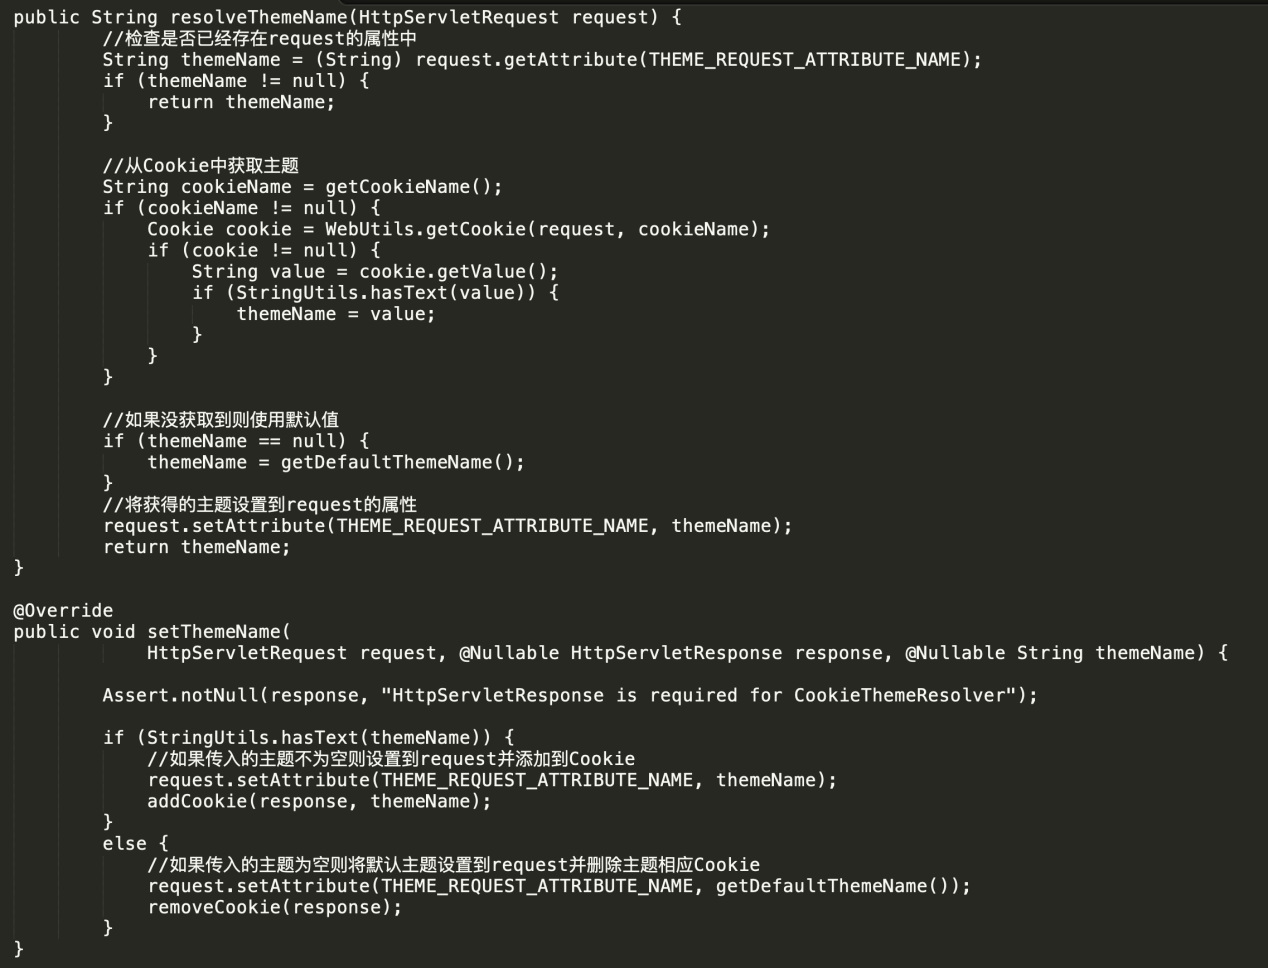 public String resolveThemeName(HttpServletRequest request) {
        //检查是否已经存在request的属性中
        String themeName = (String) request.getAttribute(THEME_REQUEST_ATTRIBUTE_NAME);
        if (themeName != null) {
            return themeName;
        }

        //从Cookie中获取主题
        String cookieName = getCookieName();
        if (cookieName != null) {
            Cookie cookie = WebUtils.getCookie(request, cookieName);
            if (cookie != null) {
                String value = cookie.getValue();
                if (StringUtils.hasText(value)) {
                    themeName = value;
                }
            }
        }

        //如果没获取到则使用默认值
        if (themeName == null) {
            themeName = getDefaultThemeName();
        }
        //将获得的主题设置到request的属性
        request.setAttribute(THEME_REQUEST_ATTRIBUTE_NAME, themeName);
        return themeName;
}

@Override
public void setThemeName(
            HttpServletRequest request, @Nullable HttpServletResponse response, @Nullable String themeName) {

        Assert.notNull(response, "HttpServletResponse is required for CookieThemeResolver");

        if (StringUtils.hasText(themeName)) {
            //如果传入的主题不为空则设置到request并添加到Cookie
            request.setAttribute(THEME_REQUEST_ATTRIBUTE_NAME, themeName);
            addCookie(response, themeName);
        }
        else {
            //如果传入的主题为空则将默认主题设置到request并删除主题相应Cookie
            request.setAttribute(THEME_REQUEST_ATTRIBUTE_NAME, getDefaultThemeName());
            removeCookie(response);
        }
}